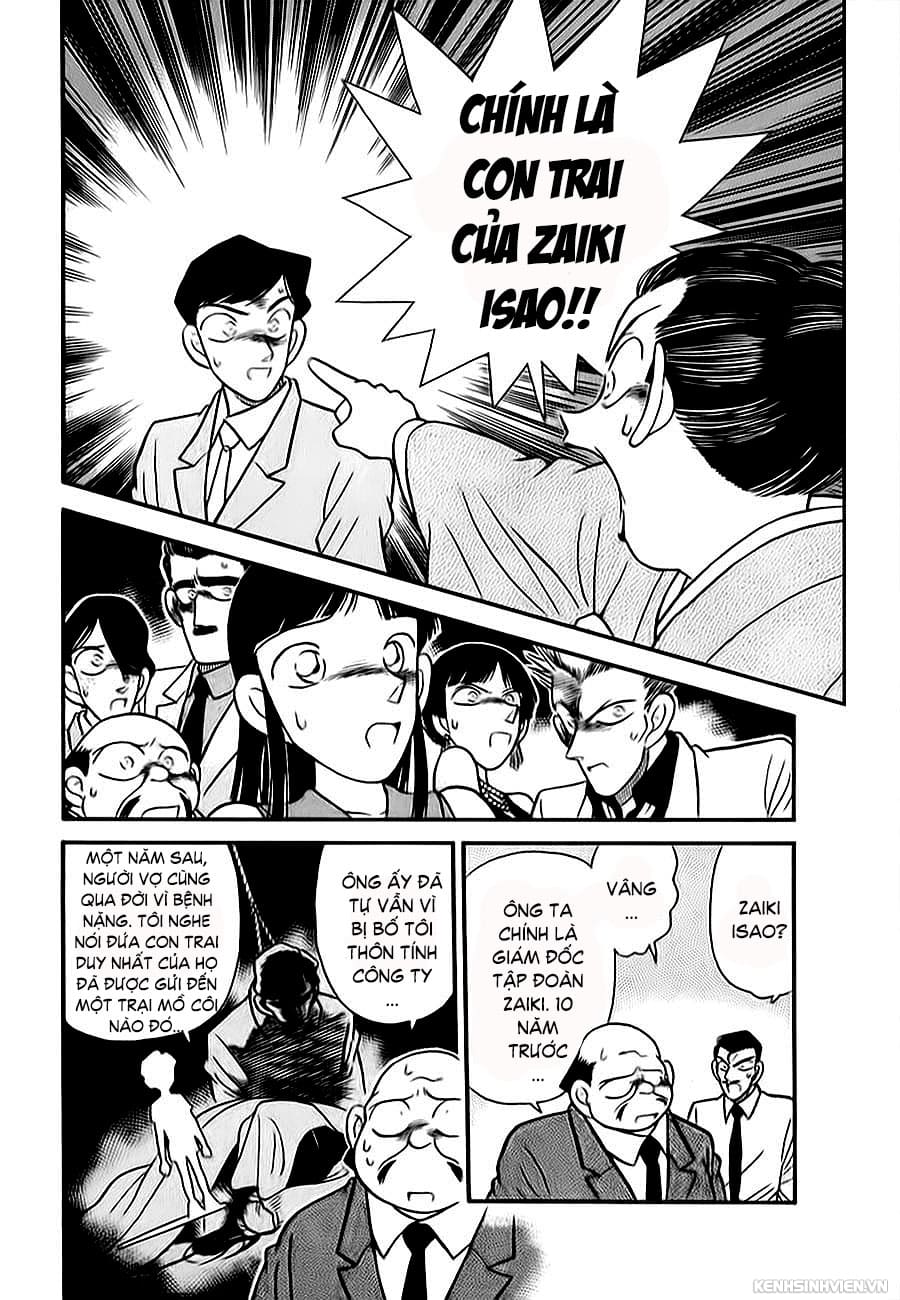 CHÍNH LÀ
CON TRAI
CỦA ZAIKI
ISAO!!
ZAIKI
ISAO?
VÂNG
...
ÔNG TA
CHÍNH LÀ
GIÁM ĐỐC
TẬP ĐOÀN
ZAIKI. 10
NĂM
TRƯỚC
...
ÔNG ẤY ĐÃ
TỰ VẪN VÌ
BỊ BỐ TÔI
THÔN TÍNH
CÔNG TY
...
MỘT NĂM SAU,
NGƯỜI VỢ CŨNG
QUA ĐỜI VÌ BỆNH
NẶNG. TÔI NGHE
NÓI ĐỨA CON TRAI
DUY NHẤT CỦA HỌ
ĐÃ ĐƯỢC GỬI ĐẾN
MỘT TRẠI MỒ CÔI
NÀO ĐÓ...
KENHSINHVIEN.VN